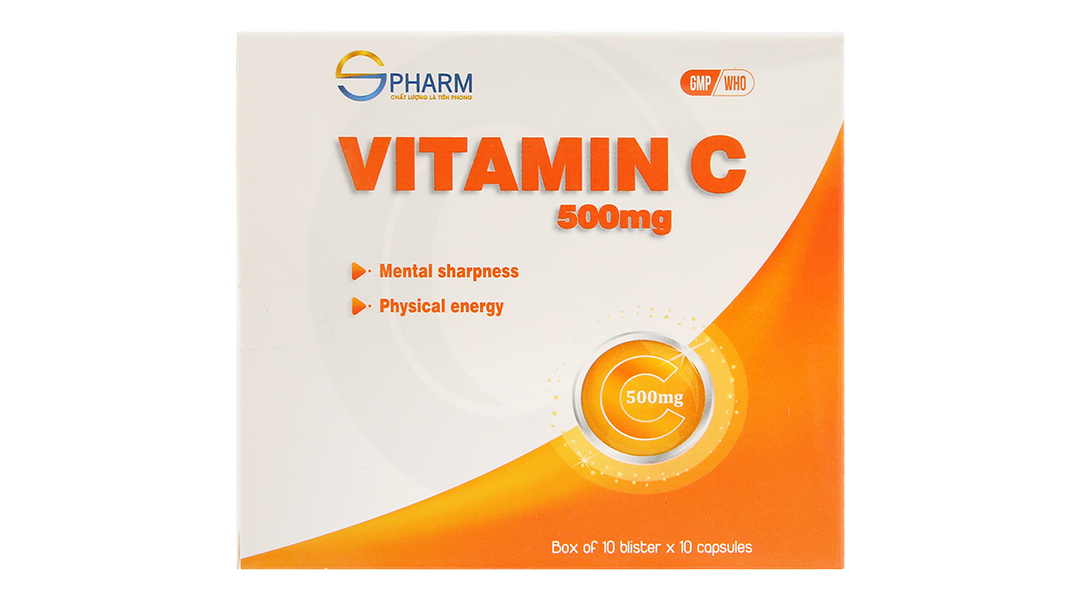 SPHARM
CHẤT LƯỢNG LÀ TIÊN PHONG
GMP/WHO
VITAMIN C
500mg
Mental sharpness
Physical energy
C 500mg
Box of 10 blister x 10 capsules